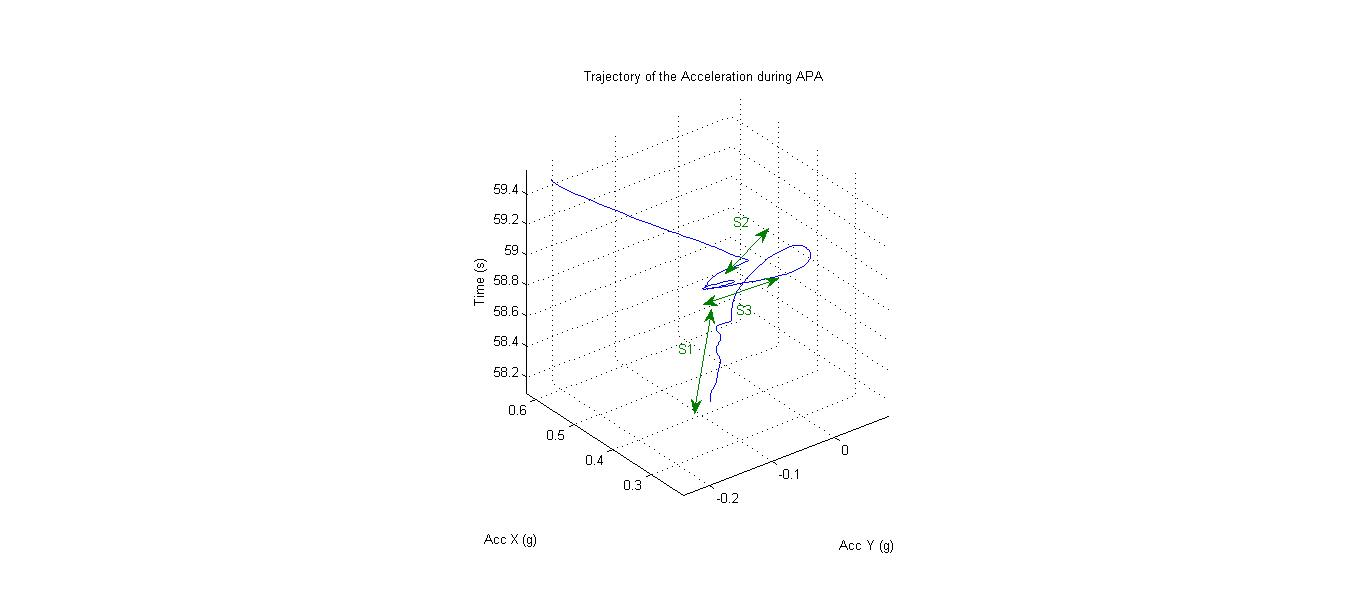 Trajectory of the Acceleration during APA
59.4
59.2
59
58.8
58.6
58.4
58.2
Time (s)
S2
S3
S1
0.6
0.5
0.4
0.3
-0.2
-0.1
0
Acc X (g)
Acc Y (g)